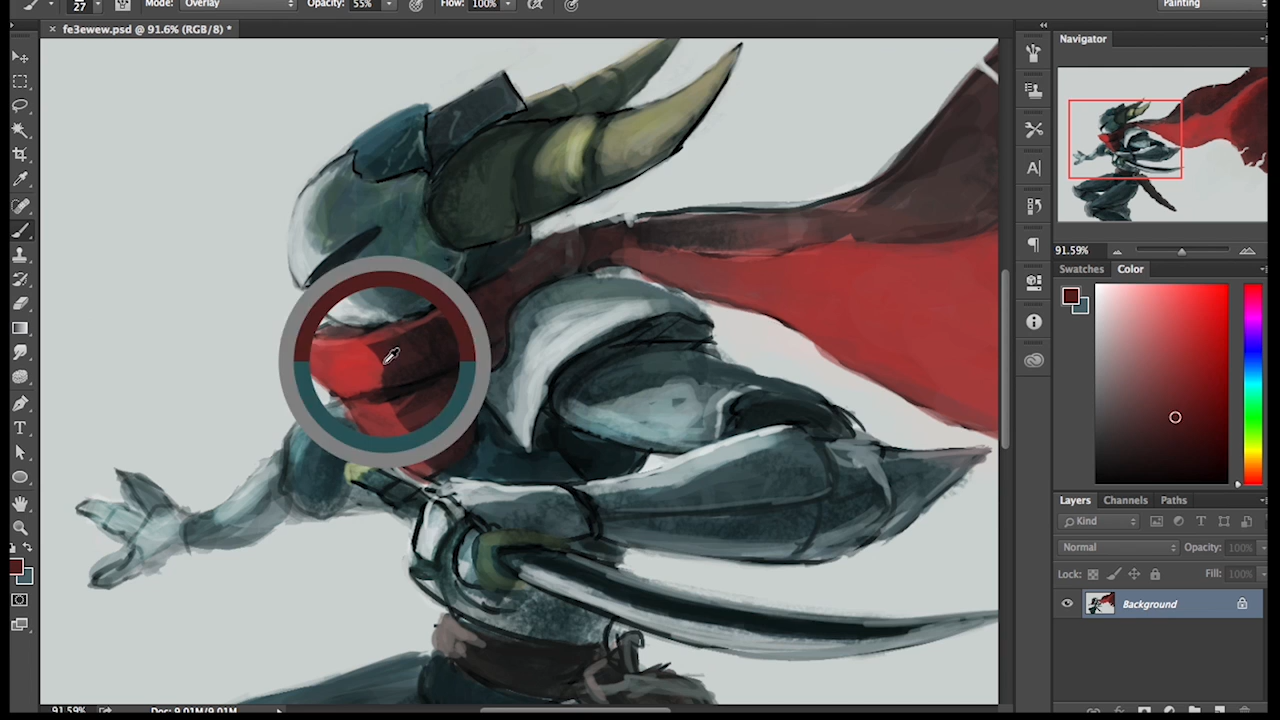 27 Mode: Overlay Opacity: 55% Flow: 100% Painting
× fe3ewew.psd @ 91.6% (RGB/8) *
Navigator
91.59%
Swatches Color
Layers Channels Paths
Kind
Normal Opacity: 100%
Lock: Fill: 100%
Background
91.59% Doc: 9.01M/9.01M